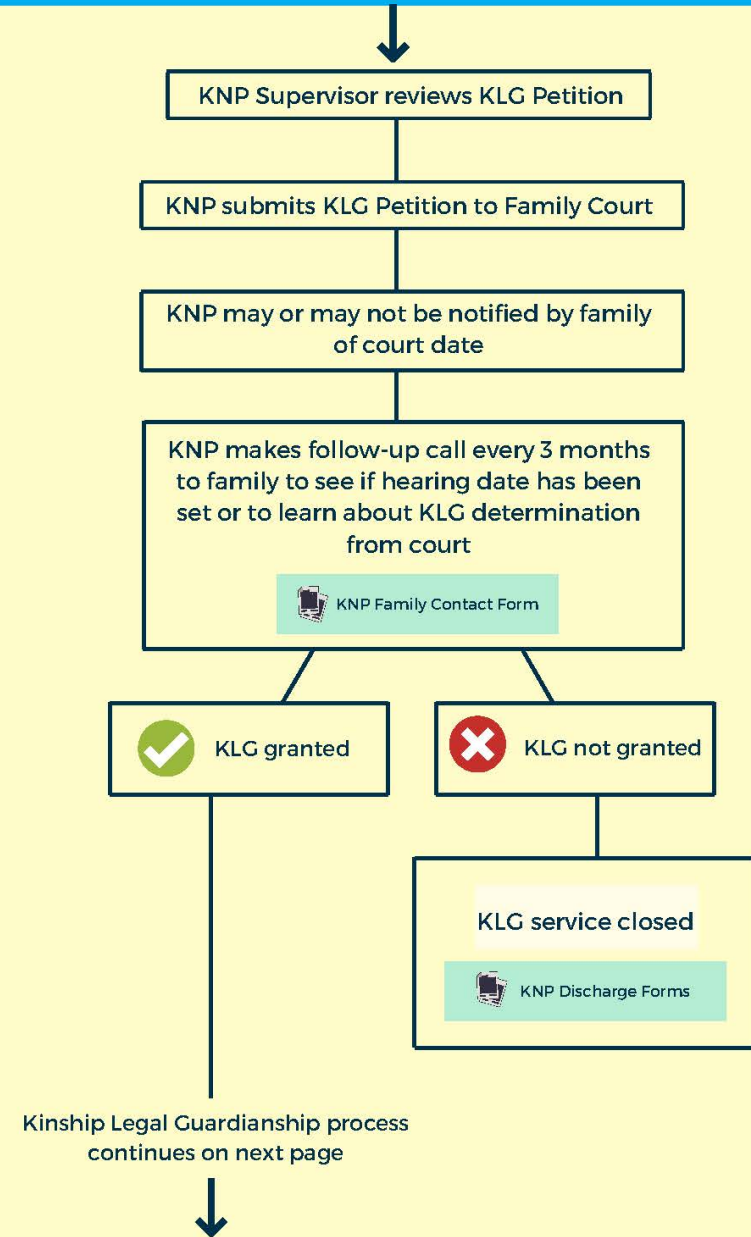 KNP Supervisor reviews KLG Petition
KNP submits KLG Petition to Family Court
KNP may or may not be notified by family
of court date
KNP makes follow-up call every 3 months
to family to see if hearing date has been
set or to learn about KLG determination
from court
KNP Family Contact Form
KLG granted
KLG not granted
KLG service closed
KNP Discharge Forms
Kinship Legal Guardianship process
continues on next page